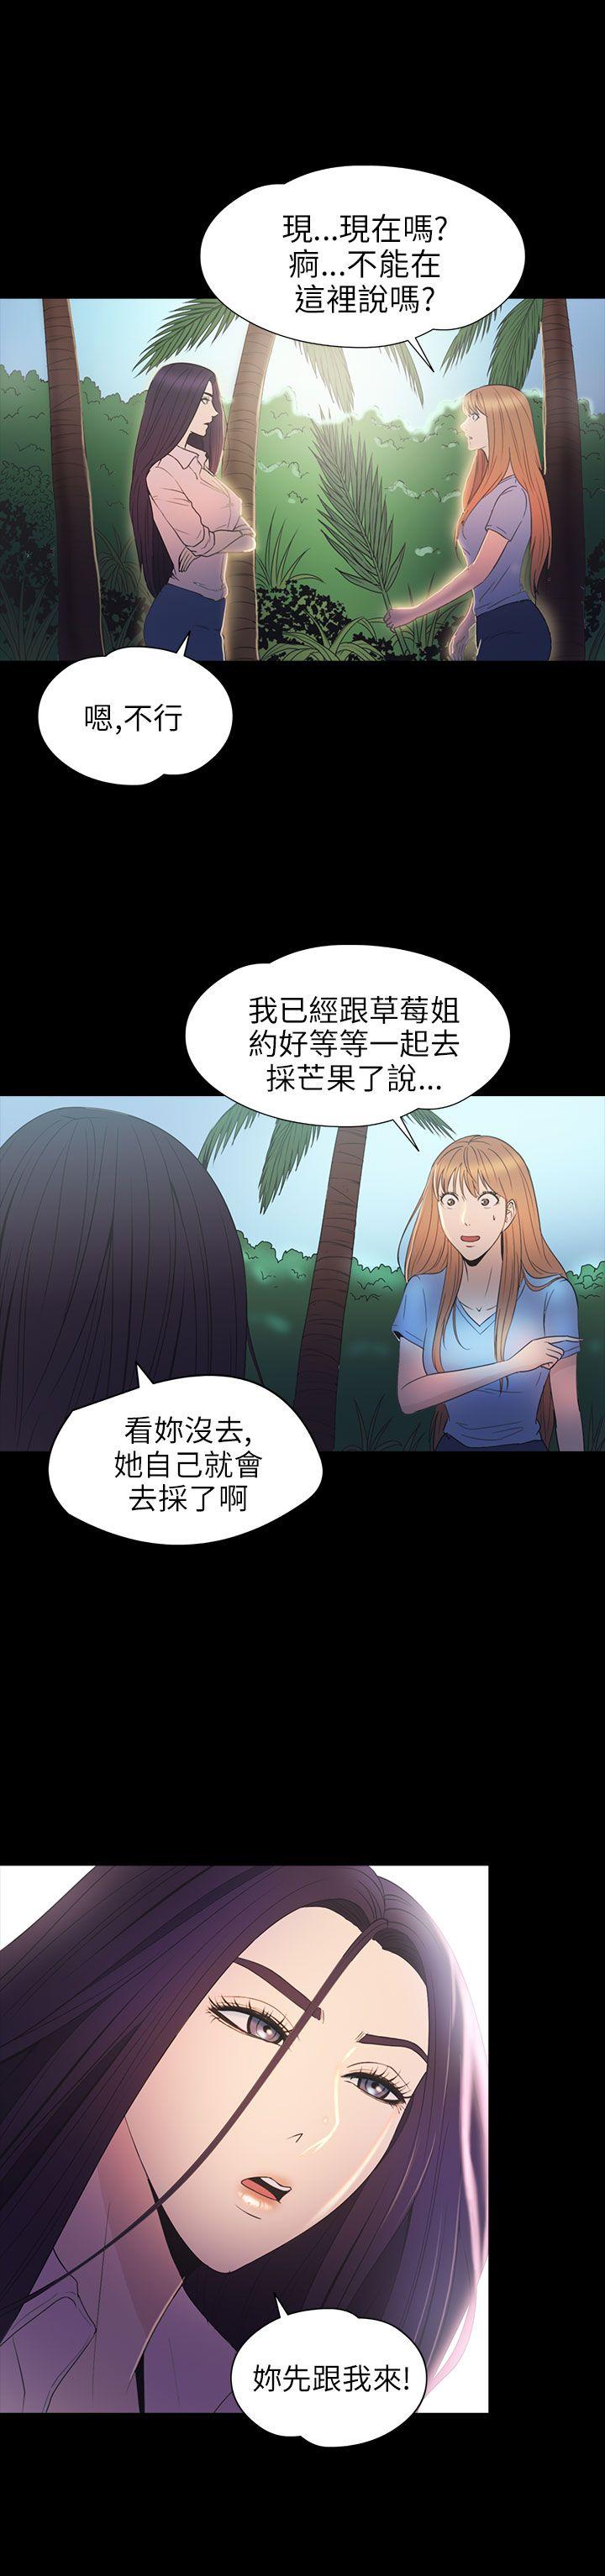 現...現在嗎?
痾...不能在
這裡說嗎?
嗯,不行
我已經跟草莓姐
約好等等一起去
採芒果了說...
看妳沒去,
她自己就會
去採了啊
妳先跟我來!